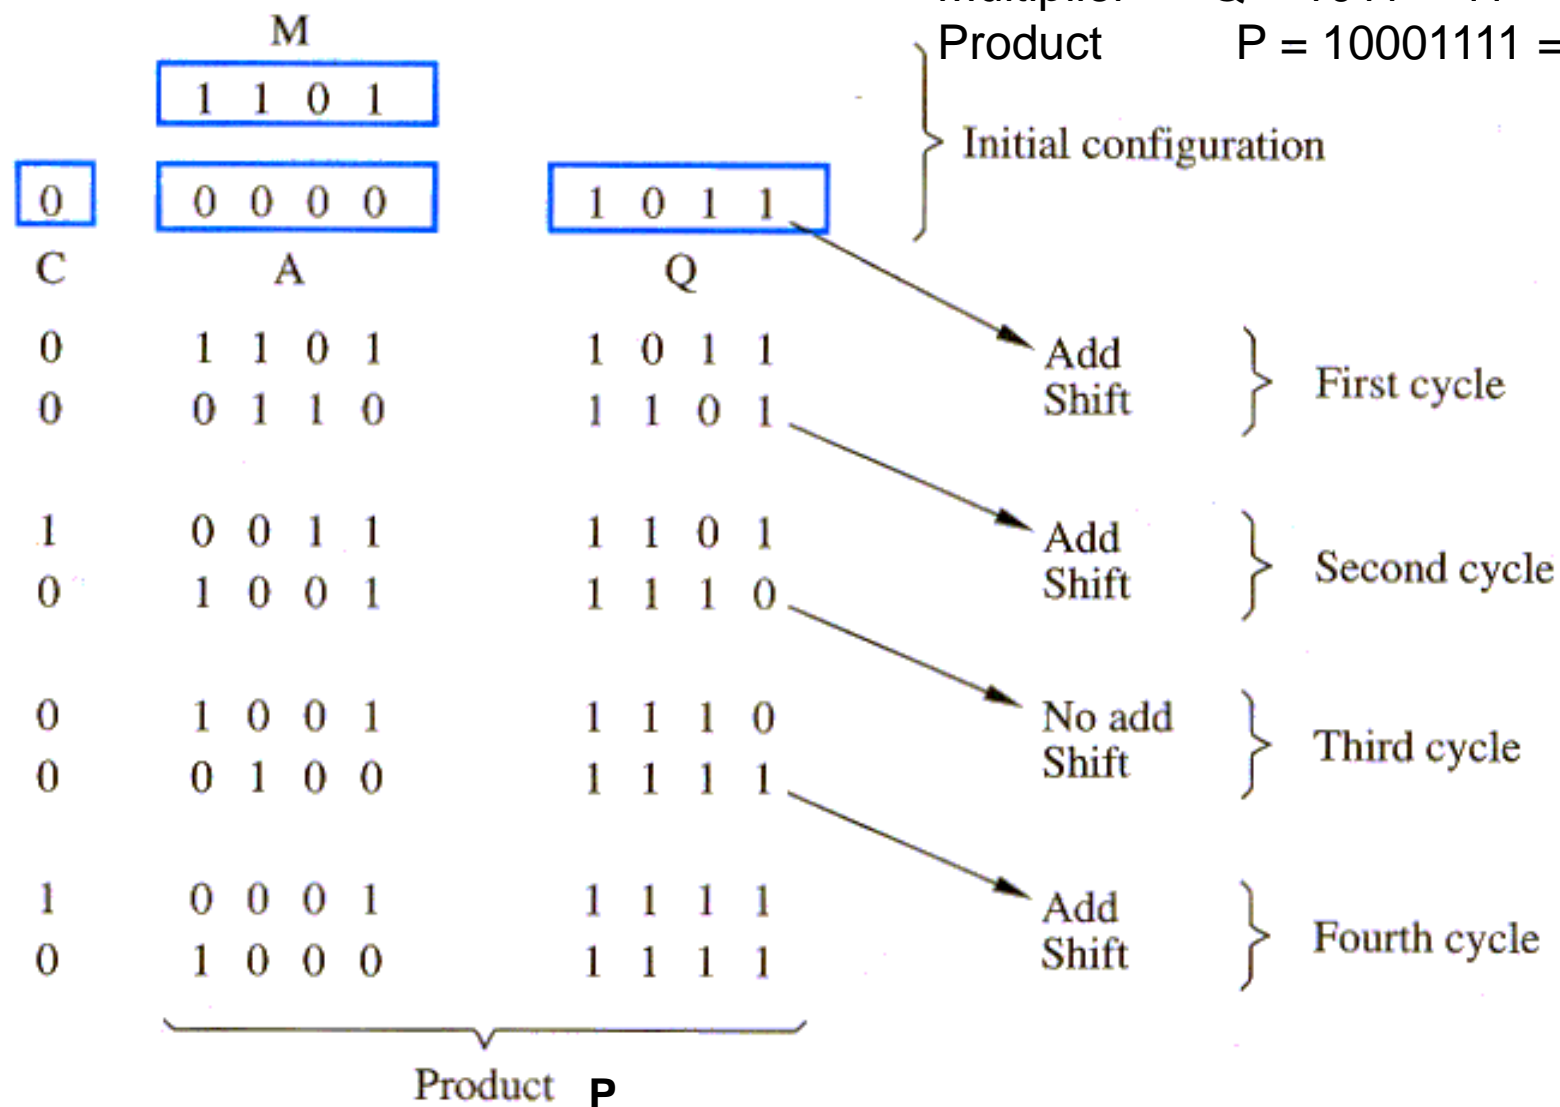 M
Product P = 10001111 =
1 1 0 1
Initial configuration
0 0 0 0 0 1 0 1 1
C A Q
0 1 1 0 1 1 0 1 1 Add
0 0 1 1 0 1 1 0 1 Shift
First cycle
1 0 0 1 1 1 1 0 1 Add
0 1 0 0 1 1 1 1 0 Shift
Second cycle
0 1 0 0 1 1 1 1 0 No add
0 0 1 0 0 1 1 1 1 Shift
Third cycle
1 0 0 0 1 1 1 1 1 Add
0 1 0 0 0 1 1 1 1 Shift
Fourth cycle
Product P